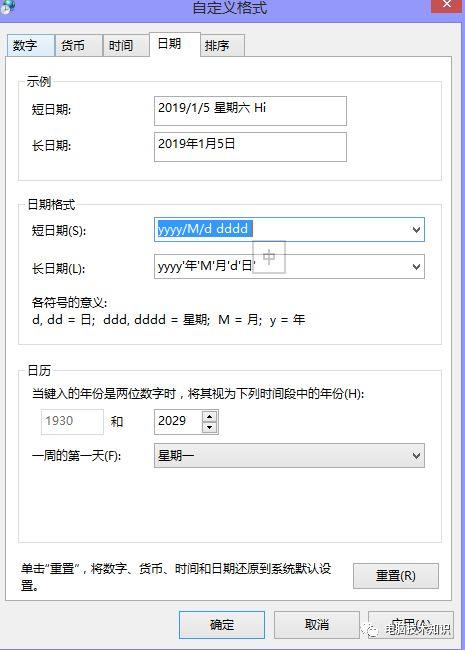 自定义格式
数字 货币 时间 日期 排序
示例
短日期: 2019/1/5 星期六 Hi
长日期: 2019年1月5日
日期格式
短日期(S): yyyy/M/d dddd
中
长日期(L): yyyy'年'M'月'd'日'
各符号的意义:
d, dd = 日; ddd, dddd = 星期; M = 月; y = 年
日历
当键入的年份是两位数字时，将其视为下列时间段中的年份(H):
1930 和 2029
一周的第一天(F): 星期一
单击“重置”，将数字、货币、时间和日期还原到系统默认设
置。
重置(R)
确定 取消 应用(A)
电脑技术知识